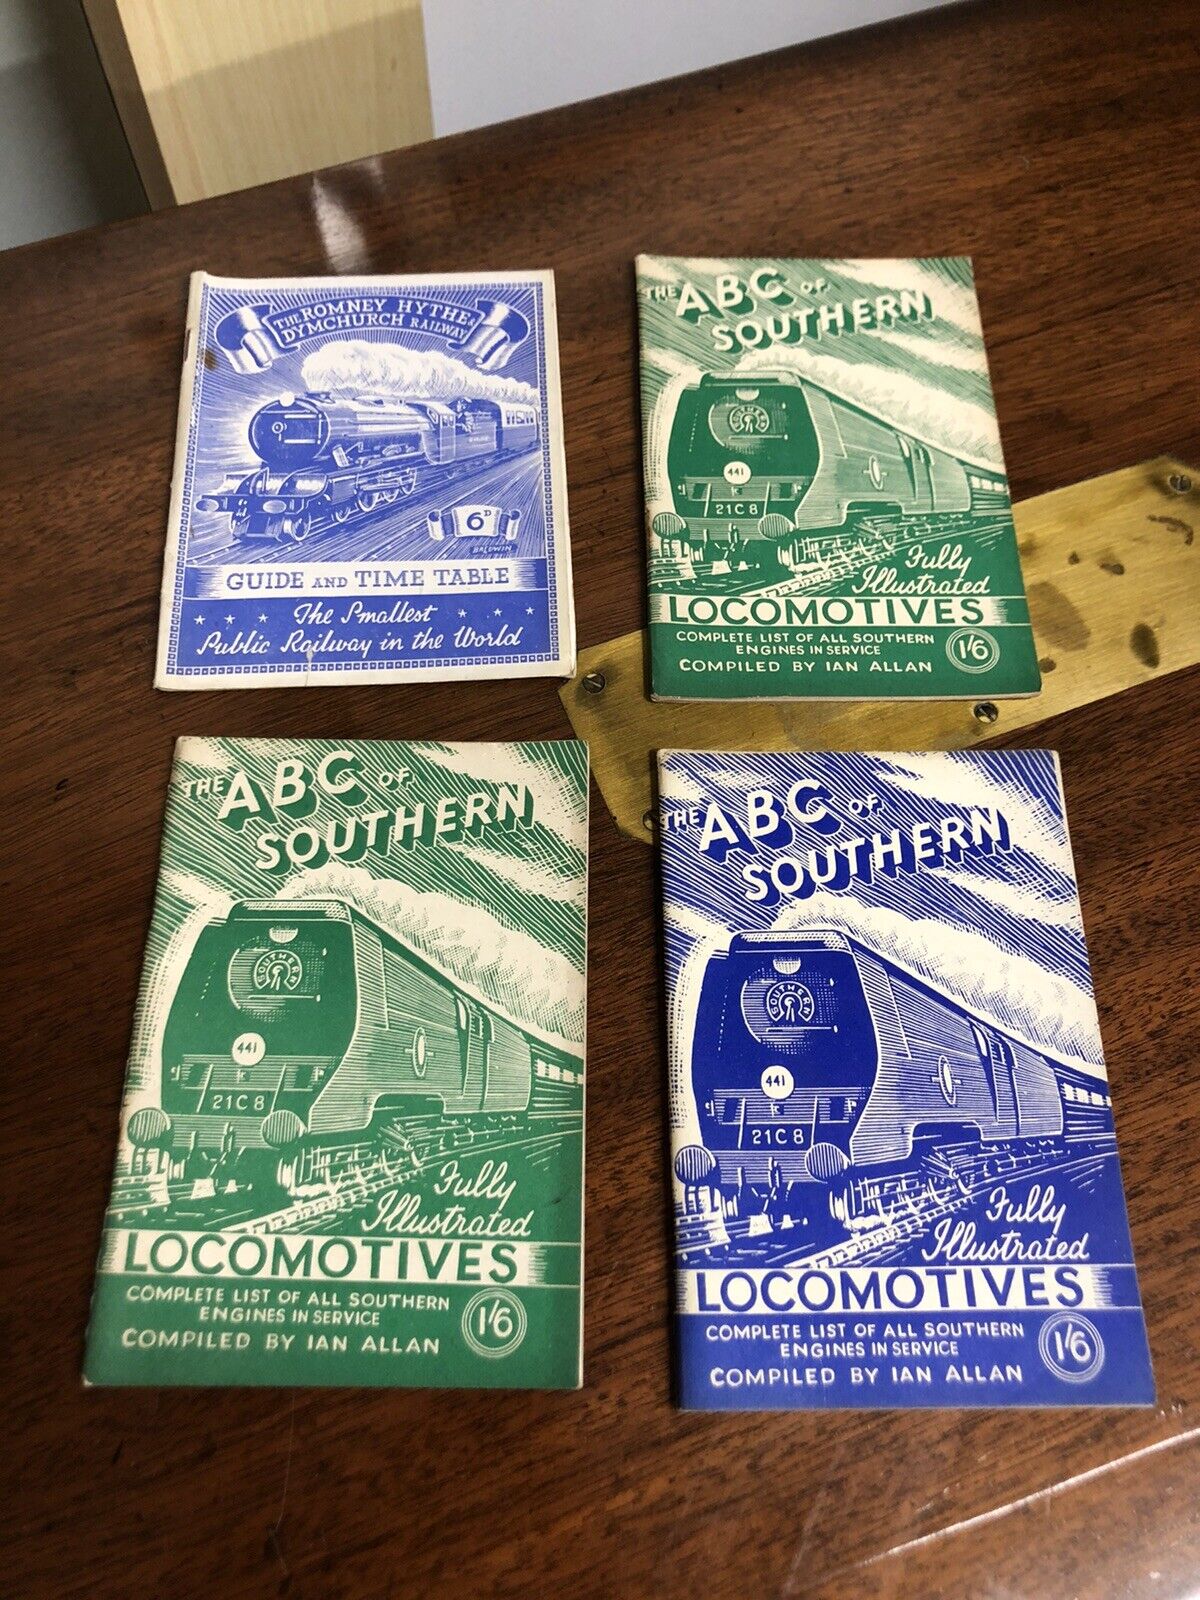 THE ROMNEY HYTHE &
DYMCHURCH RAILWAY
6D
BALDWIN
GUIDE AND TIME TABLE
The Smallest
Public Railway in the World
THE ABC OF
SOUTHERN
SOUTHERN
441
21C8
Fully
Illustrated
LOCOMOTIVES
COMPLETE LIST OF ALL SOUTHERN
ENGINES IN SERVICE
COMPILED BY IAN ALLAN
1/6
THE ABC OF
SOUTHERN
SOUTHERN
441
21C8
Fully
Illustrated
LOCOMOTIVES
COMPLETE LIST OF ALL SOUTHERN
ENGINES IN SERVICE
COMPILED BY IAN ALLAN
1/6
THE ABC OF
SOUTHERN
SOUTHERN
441
21C8
Fully
Illustrated
LOCOMOTIVES
COMPLETE LIST OF ALL SOUTHERN
ENGINES IN SERVICE
COMPILED BY IAN ALLAN
1/6